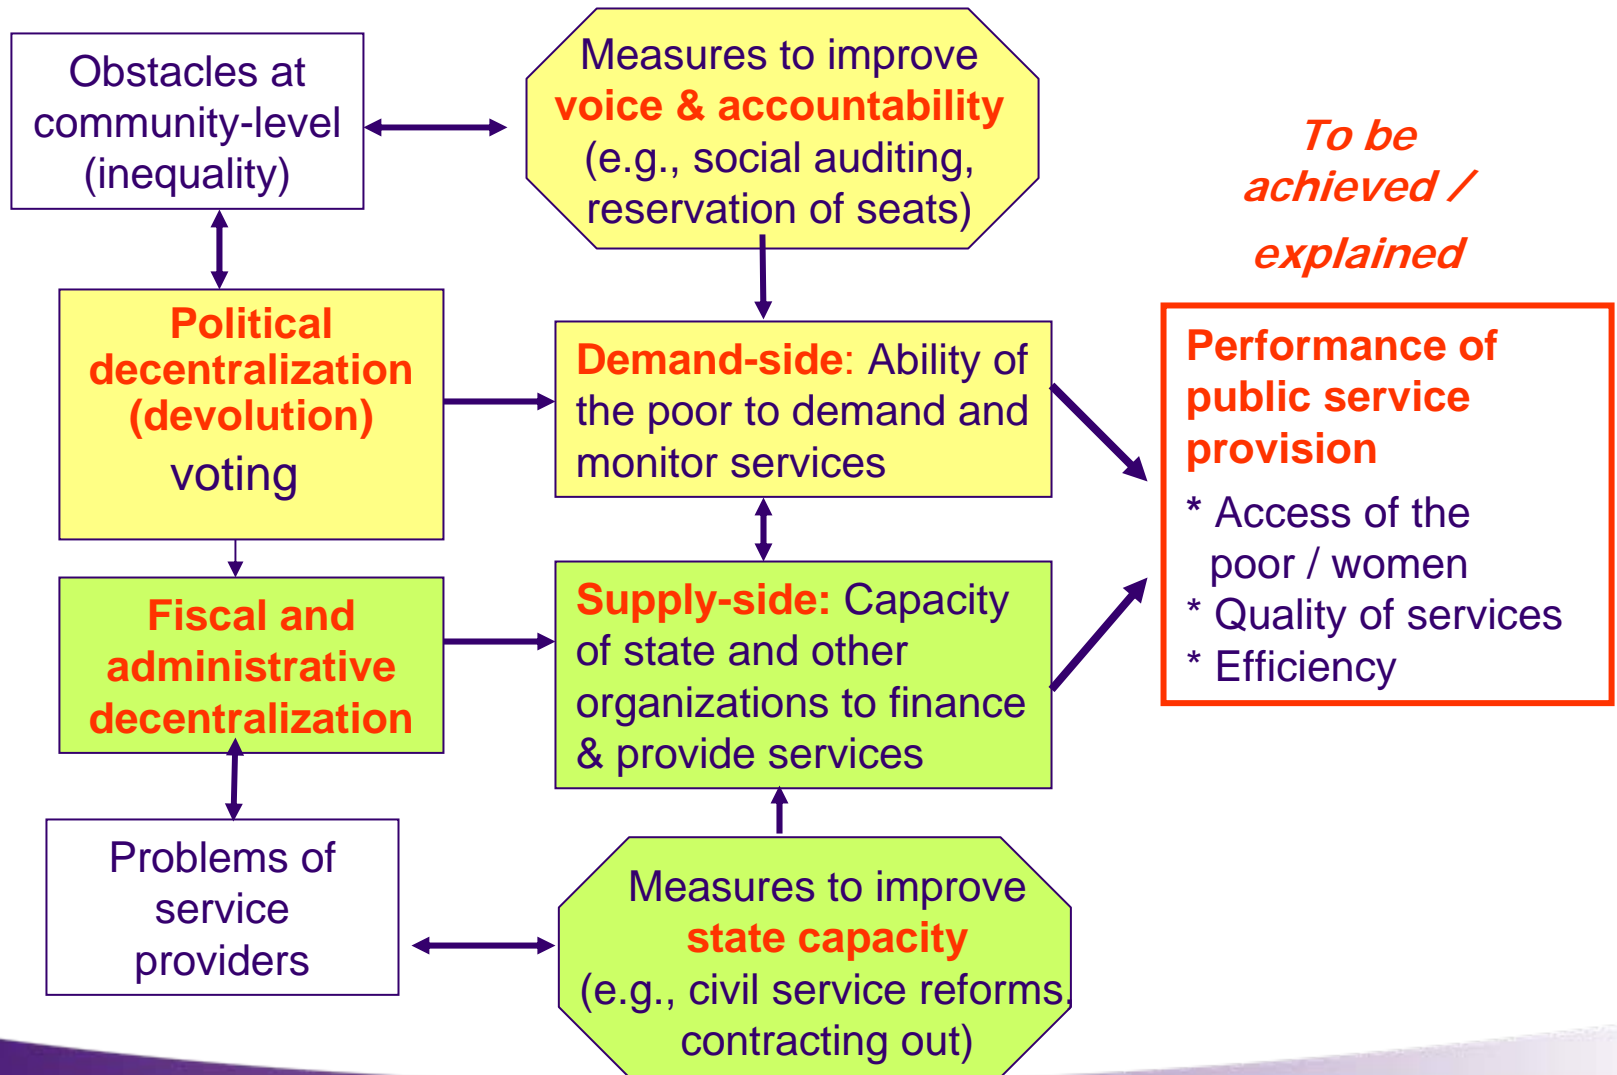 Obstacles at
community-level
(inequality)
Measures to improve
voice & accountability
(e.g., social auditing,
reservation of seats)
To be
achieved /
explained
Political
decentralization
(devolution)
voting
Demand-side: Ability of
the poor to demand and
monitor services
Performance of
public service
provision
* Access of the
poor / women
* Quality of services
* Efficiency
Fiscal and
administrative
decentralization
Supply-side: Capacity
of state and other
organizations to finance
& provide services
Problems of
service
providers
Measures to improve
state capacity
(e.g., civil service reforms,
contracting out)